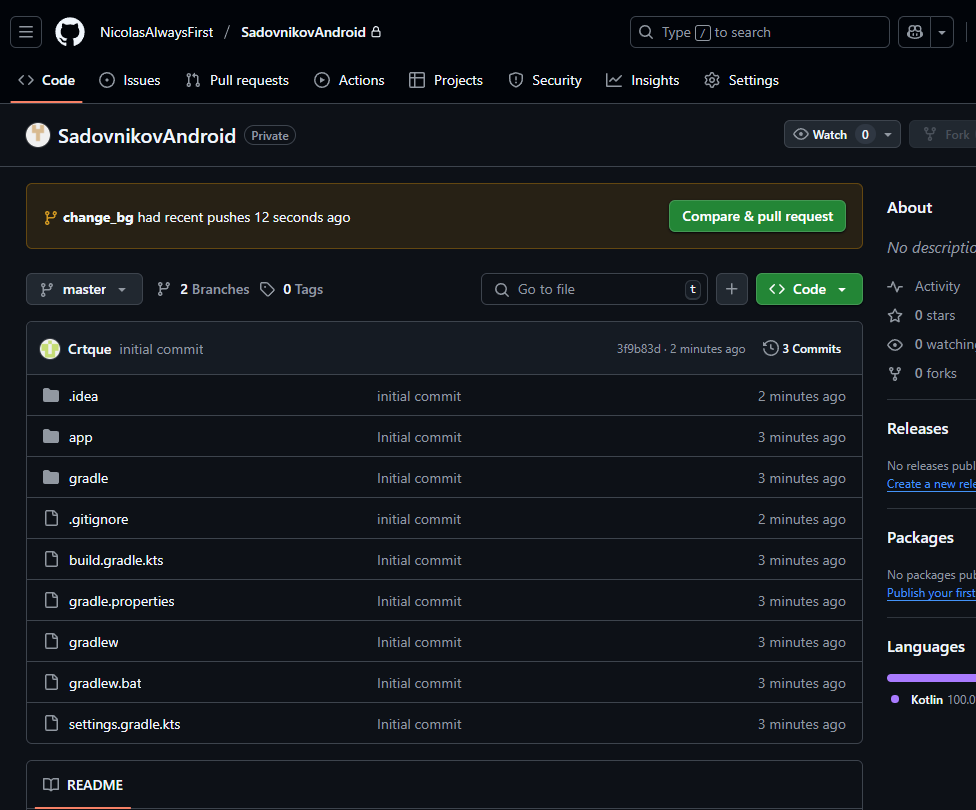 NicolasAlwaysFirst / SadovnikovAndroid
Type / to search
Code Issues Pull requests Actions Projects Security Insights Settings
SadovnikovAndroid Private
Watch 0 Fork
change_bg had recent pushes 12 seconds ago
Compare & pull request
About
No descriptio
master 2 Branches 0 Tags
Go to file t + Code
Activity
0 stars
0 watching
0 forks
Crtque initial commit 3f9b83d · 2 minutes ago 3 Commits
.idea initial commit 2 minutes ago
app Initial commit 3 minutes ago
gradle Initial commit 3 minutes ago
.gitignore initial commit 2 minutes ago
build.gradle.kts Initial commit 3 minutes ago
gradle.properties Initial commit 3 minutes ago
gradlew Initial commit 3 minutes ago
gradlew.bat Initial commit 3 minutes ago
settings.gradle.kts Initial commit 3 minutes ago
README
Releases
No releases publ
Create a new rele
Packages
No packages pub
Publish your first
Languages
Kotlin 100.0